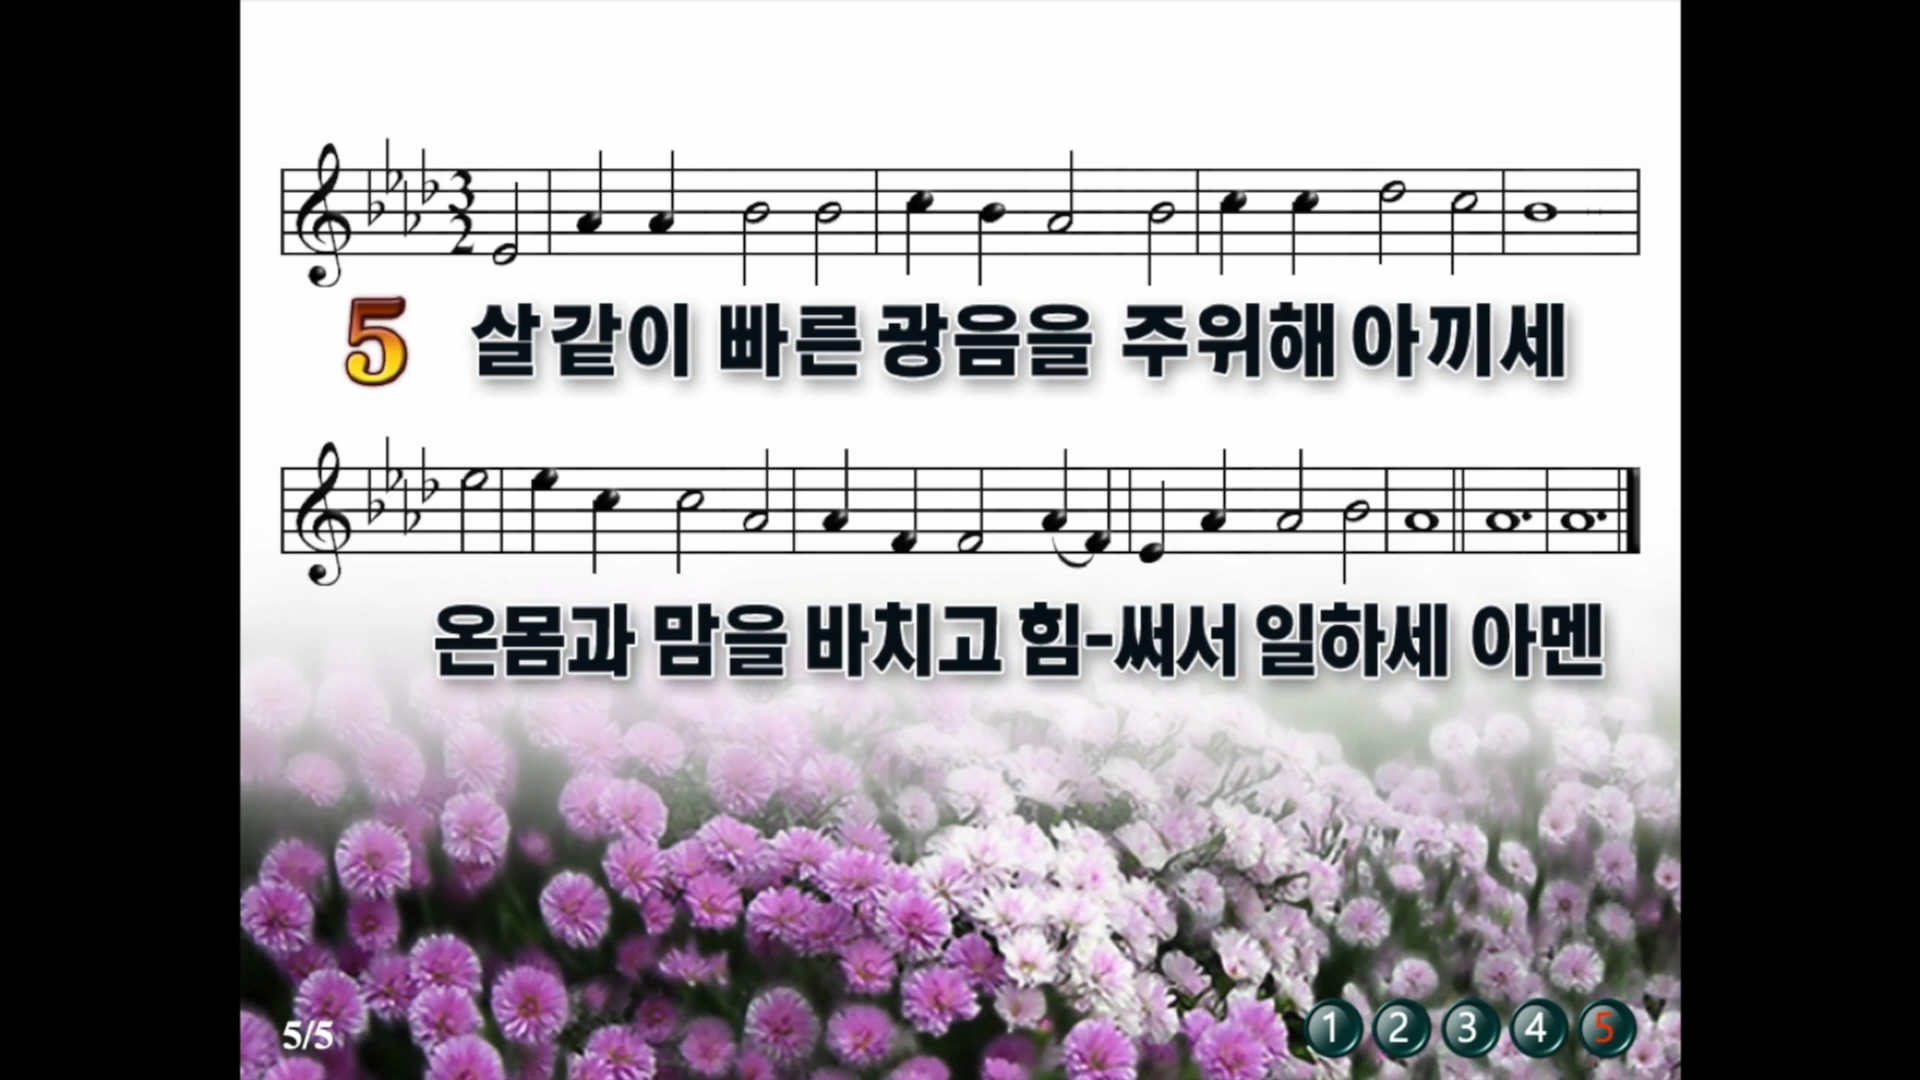 3
2
5 살같이 빠른 광음을 주위해 아끼세
온몸과 맘을 바치고 힘-써서 일하세 아멘
5/5
1 2 3 4 5